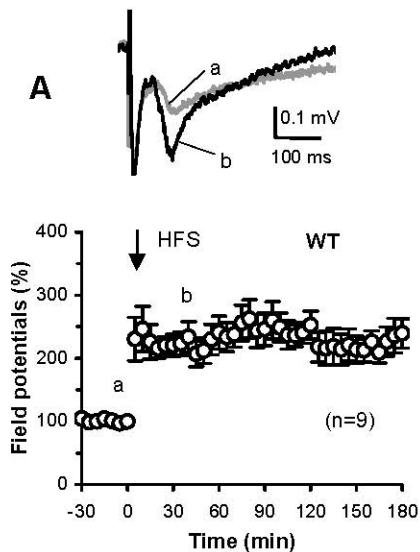 A
a
b
0.1 mV
100 ms
HFS
WT
b
a
(n=9)
Field potentials (%)
400
300
200
100
0
-30 0 30 60 90 120 150 180
Time (min)